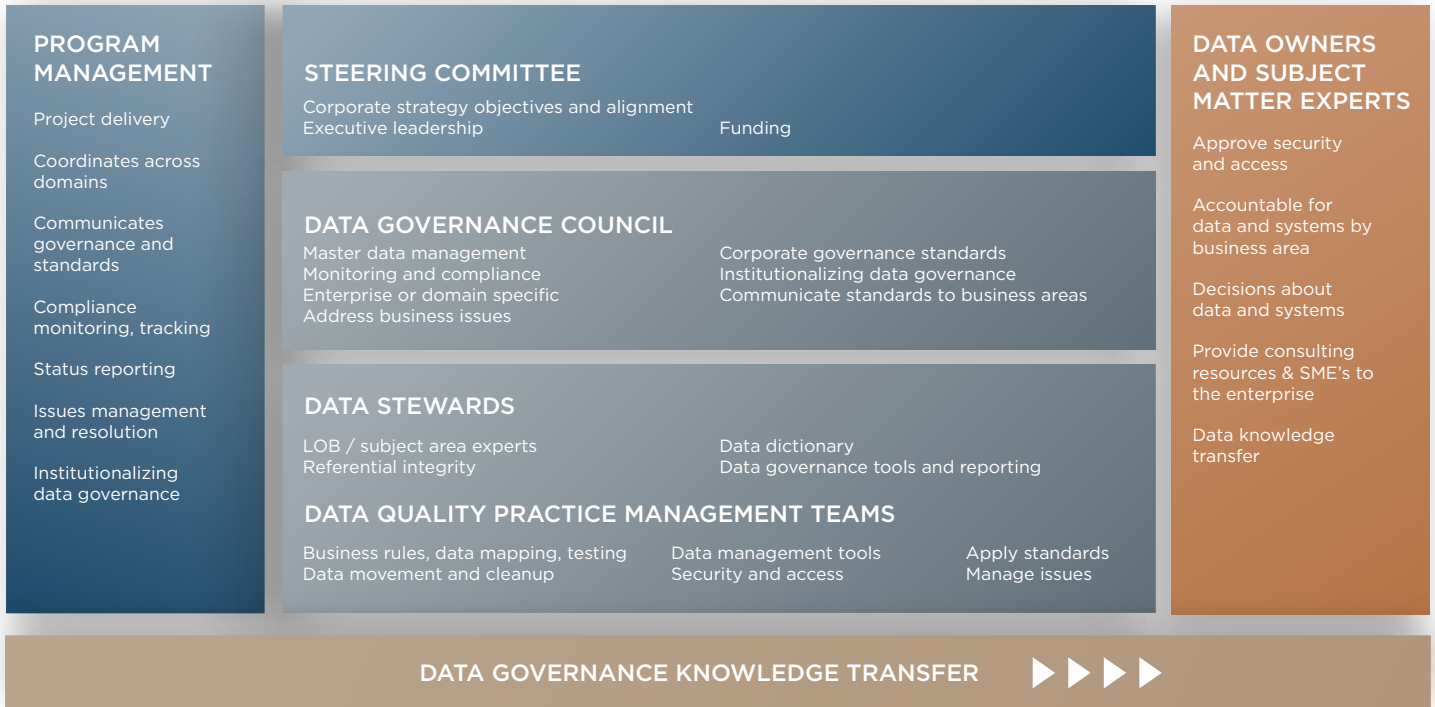 PROGRAM
MANAGEMENT
Project delivery
Coordinates across
domains
Communicates
governance and
standards
Compliance
monitoring, tracking
Status reporting
Issues management
and resolution
Institutionalizing
data governance
STEERING COMMITTEE
Corporate strategy objectives and alignment
Executive leadership
Funding
DATA GOVERNANCE COUNCIL
Master data management
Monitoring and compliance
Enterprise or domain specific
Address business issues
Corporate governance standards
Institutionalizing data governance
Communicate standards to business areas
DATA STEWARDS
LOB / subject area experts
Referential integrity
Data dictionary
Data governance tools and reporting
DATA QUALITY PRACTICE MANAGEMENT TEAMS
Business rules, data mapping, testing
Data movement and cleanup
Data management tools
Security and access
Apply standards
Manage issues
DATA OWNERS
AND SUBJECT
MATTER EXPERTS
Approve security
and access
Accountable for
data and systems by
business area
Decisions about
data and systems
Provide consulting
resources & SME's to
the enterprise
Data knowledge
transfer
DATA GOVERNANCE KNOWLEDGE TRANSFER